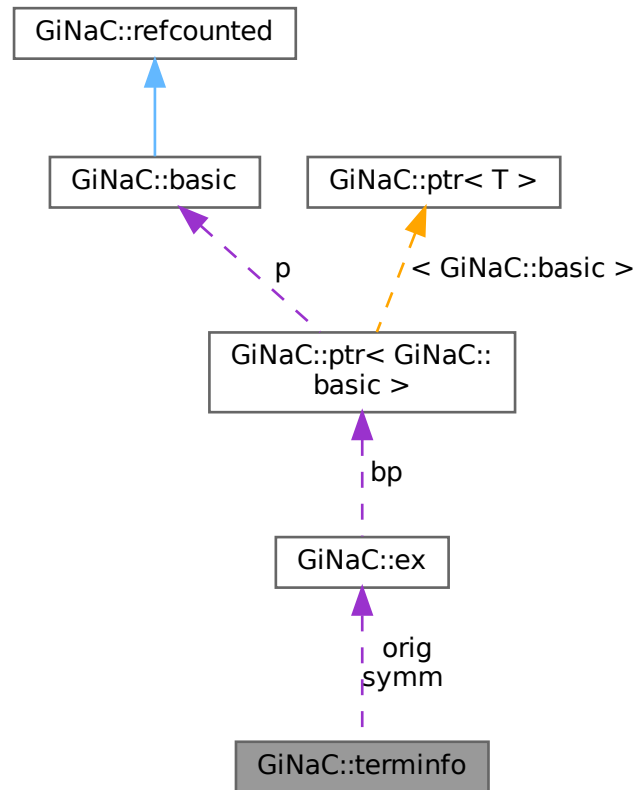 GiNaC::refcounted
GiNaC::basic
GiNaC::ptr< T >
p
< GiNaC::basic >
GiNaC::ptr< GiNaC::
basic >
bp
GiNaC::ex
orig
symm
GiNaC::terminfo